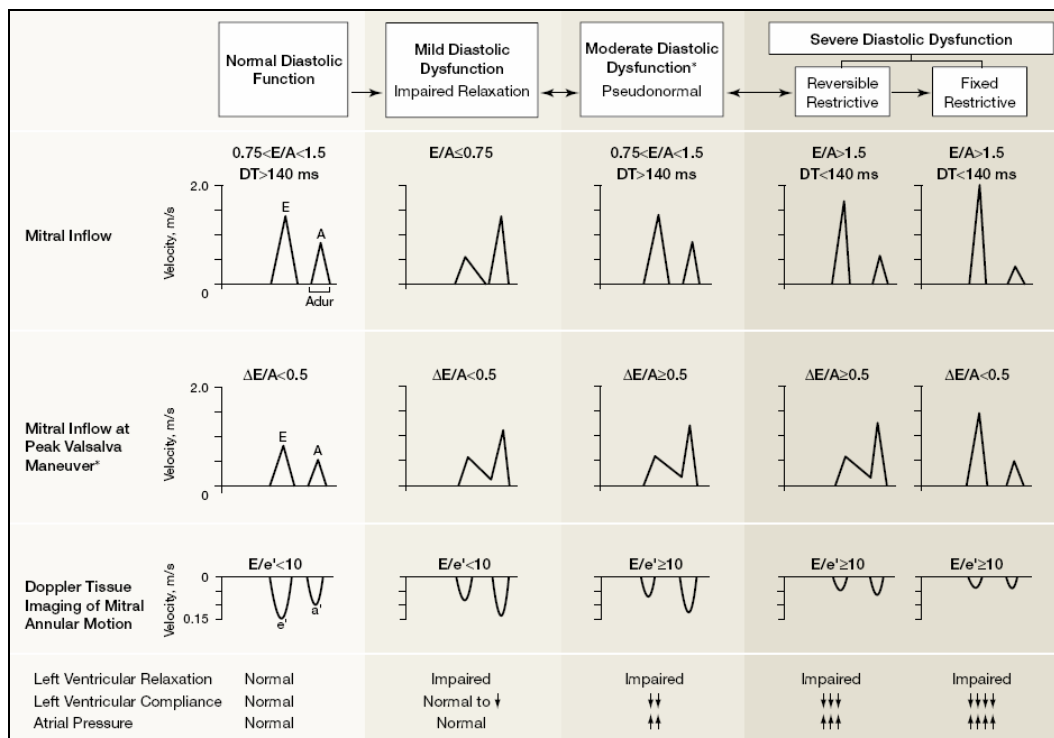 Normal Diastolic
Function
Mild Diastolic
Dysfunction
Impaired Relaxation
Moderate Diastolic
Dysfunction*
Pseudonormal
Severe Diastolic Dysfunction
Reversible
Restrictive
Fixed
Restrictive
Mitral Inflow
Velocity, m/s
2.0
0
0.75<E/A<1.5
DT>140 ms
E
A
Adur
E/A≤0.75
0.75<E/A<1.5
DT>140 ms
E/A>1.5
DT<140 ms
E/A>1.5
DT<140 ms
Mitral Inflow at
Peak Valsalva
Maneuver*
Velocity, m/s
2.0
0
ΔE/A<0.5
E
A
ΔE/A<0.5
ΔE/A≥0.5
ΔE/A≥0.5
ΔE/A<0.5
Doppler Tissue
Imaging of Mitral
Annular Motion
Velocity, m/s
0
0.15
E/e'<10
e'
a'
E/e'<10
E/e'≥10
E/e'≥10
E/e'≥10
Left Ventricular Relaxation Normal Impaired Impaired Impaired Impaired
Left Ventricular Compliance Normal Normal to ↓ ↓↓ ↓↓↓ ↓↓↓↓
Atrial Pressure Normal Normal ↑↑ ↑↑↑ ↑↑↑↑